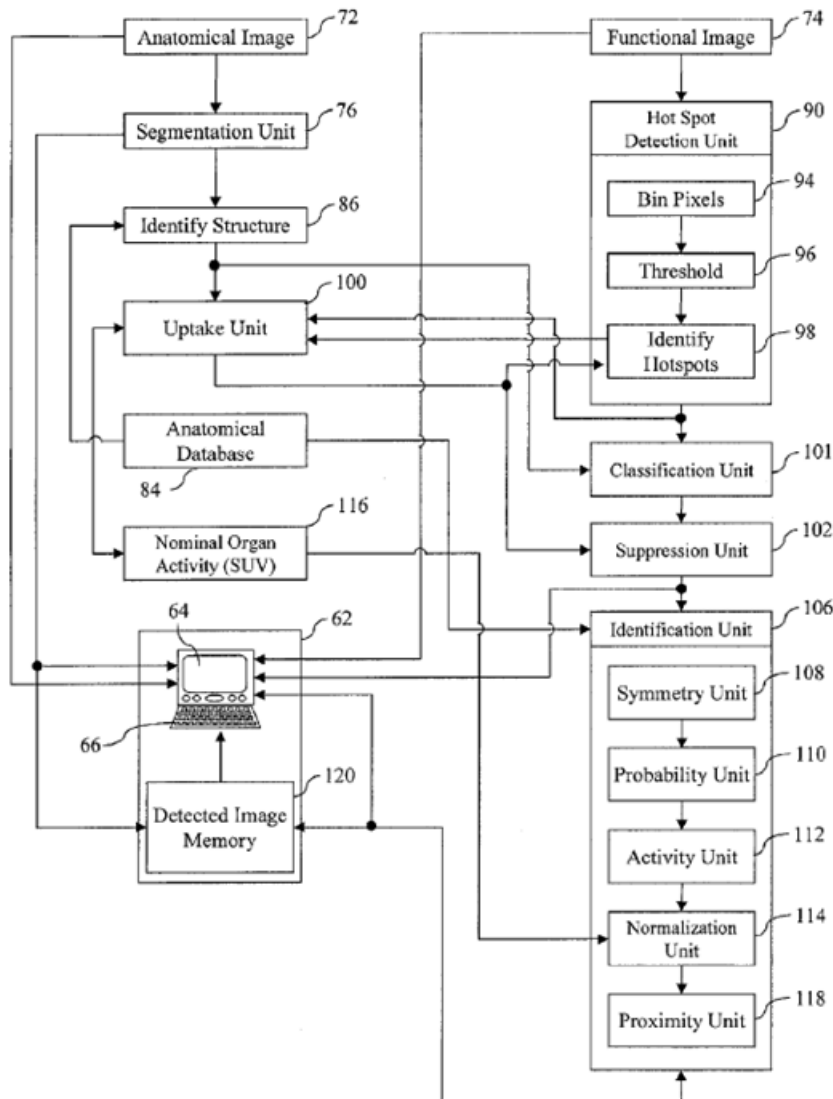 Anatomical Image
72
Functional Image
74
Segmentation Unit
76
Hot Spot
Detection Unit
90
Bin Pixels
94
Identify Structure
86
Threshold
96
Uptake Unit
100
Identify
Hotspots
98
Anatomical
Database
84
Classification Unit
101
Nominal Organ
Activity (SUV)
116
Suppression Unit
102
64
62
66
Identification Unit
106
Symmetry Unit
108
Probability Unit
110
Detected Image
Memory
120
Activity Unit
112
Normalization
Unit
114
Proximity Unit
118